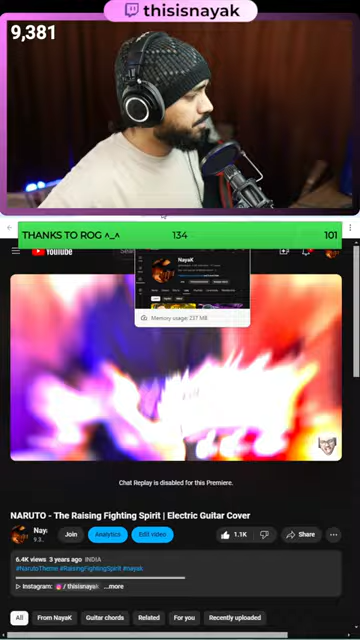 thisisnayak
9,381
THANKS TO ROG ^_^ 134 101
YouTube
NayaK
Memory usage: 237 MB
Chat Replay is disabled for this Premiere.
NARUTO - The Raising Fighting Spirit | Electric Guitar Cover
Join
Analytics
Edit video
1.1K
Share
6.4K views 3 years ago INDIA
#NarutoTheme #RaisingFightingSpirit #nayak
▷ Instagram: / thisisnayak ...more
All
From NayaK
Guitar chords
Related
For you
Recently uploaded